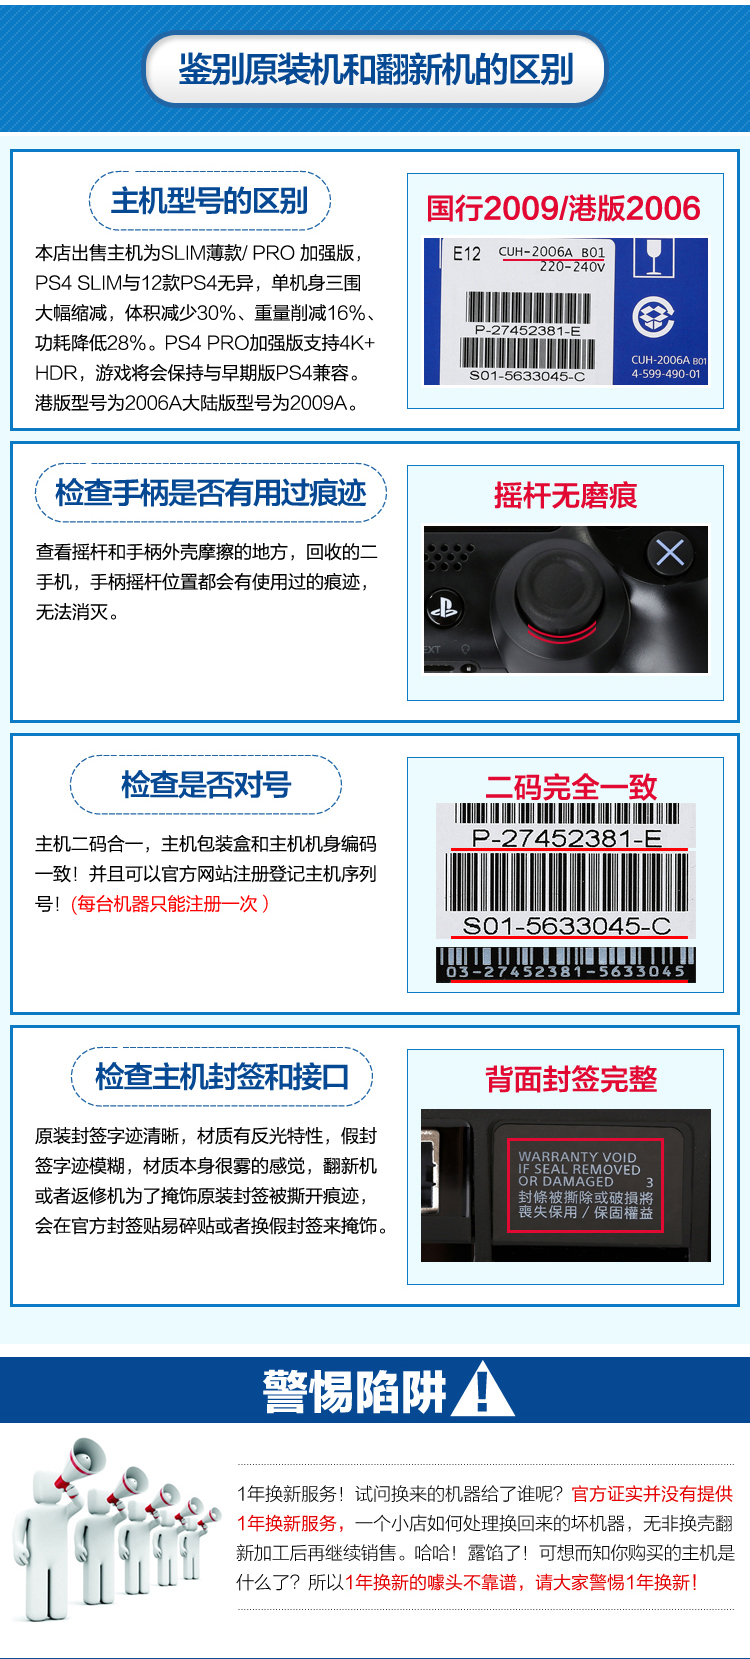 鉴别原装机和翻新机的区别
主机型号的区别
本店出售主机为SLIM薄款/ PRO 加强版，
PS4 SLIM与12款PS4无异，单机身三围
大幅缩减，体积减少30%、重量削减16%、
功耗降低28%。PS4 PRO加强版支持4K+
HDR，游戏将会保持与早期版PS4兼容。
港版型号为2006A大陆版型号为2009A。
国行2009/港版2006
E12 CUH-2006A B01
220-240V
P-27452381-E
S01-5633045-C
CUH-2006A B01
4-599-490-01
检查手柄是否有用过痕迹
查看摇杆和手柄外壳摩擦的地方，回收的二
手机，手柄摇杆位置都会有使用过的痕迹，
无法消灭。
摇杆无磨痕
EXT
检查是否对号
主机二码合一，主机包装盒和主机机身编码
一致！并且可以官方网站注册登记主机序列
号！(每台机器只能注册一次 ）
二码完全一致
P-27452381-E
S01-5633045-C
03-27452381-5633045
检查主机封签和接口
原装封签字迹清晰，材质有反光特性，假封
签字迹模糊，材质本身很雾的感觉，翻新机
或者返修机为了掩饰原装封签被撕开痕迹，
会在官方封签贴易碎贴或者换假封签来掩饰。
背面封签完整
WARRANTY VOID
IF SEAL REMOVED
OR DAMAGED 3
封條被撕除或破損將
喪失保用 / 保固權益
警惕陷阱!
1年换新服务！试问换来的机器给了谁呢？官方证实并没有提供
1年换新服务，一个小店如何处理换回来的坏机器，无非换壳翻
新加工后再继续销售。哈哈！露馅了！可想而知你购买的主机是
什么了？所以1年换新的噱头不靠谱，请大家警惕1年换新！